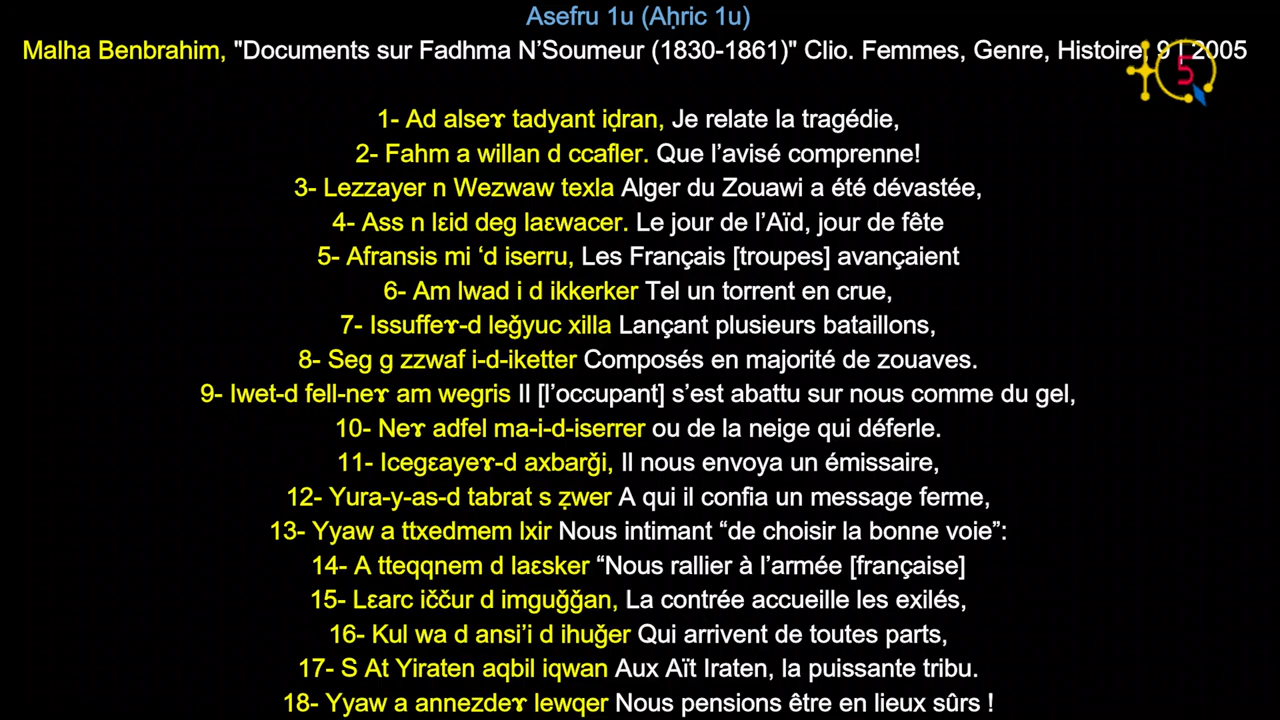 Asefru 1u (Aḥric 1u)
Malha Benbrahim, "Documents sur Fadhma N’Soumeur (1830-1861)" Clio. Femmes, Genre, Histoire, 9 | 2005
5
1- Ad alseɤ tadyant iḍran, Je relate la tragédie,
2- Fahm a willan d ccafler. Que l’avisé comprenne!
3- Lezzayer n Wezwaw texla Alger du Zouawi a été dévastée,
4- Ass n lɛid deg laɛwacer. Le jour de l’Aïd, jour de fête
5- Afransis mi ‘d iserru, Les Français [troupes] avançaient
6- Am lwad i d ikkerker Tel un torrent en crue,
7- Issuffeɤ-d leǧyuc xilla Lançant plusieurs bataillons,
8- Seg g zzwaf i-d-iketter Composés en majorité de zouaves.
9- Iwet-d fell-neɤ am wegris Il [l’occupant] s’est abattu sur nous comme du gel,
10- Neɤ adfel ma-i-d-iserrer ou de la neige qui déferle.
11- Icegɛayeɤ-d axbarǧi, Il nous envoya un émissaire,
12- Yura-y-as-d tabrat s ẓwer A qui il confia un message ferme,
13- Yyaw a ttxedmem lxir Nous intimant “de choisir la bonne voie”:
14- A tteqqnem d laɛsker “Nous rallier à l’armée [française]
15- Lɛarc iččur d imguǧǧan, La contrée accueille les exilés,
16- Kul wa d ansi’i d ihuǧer Qui arrivent de toutes parts,
17- S At Yiraten aqbil iqwan Aux Aït Iraten, la puissante tribu.
18- Yyaw a annezdeɤ lewqer Nous pensions être en lieux sûrs !